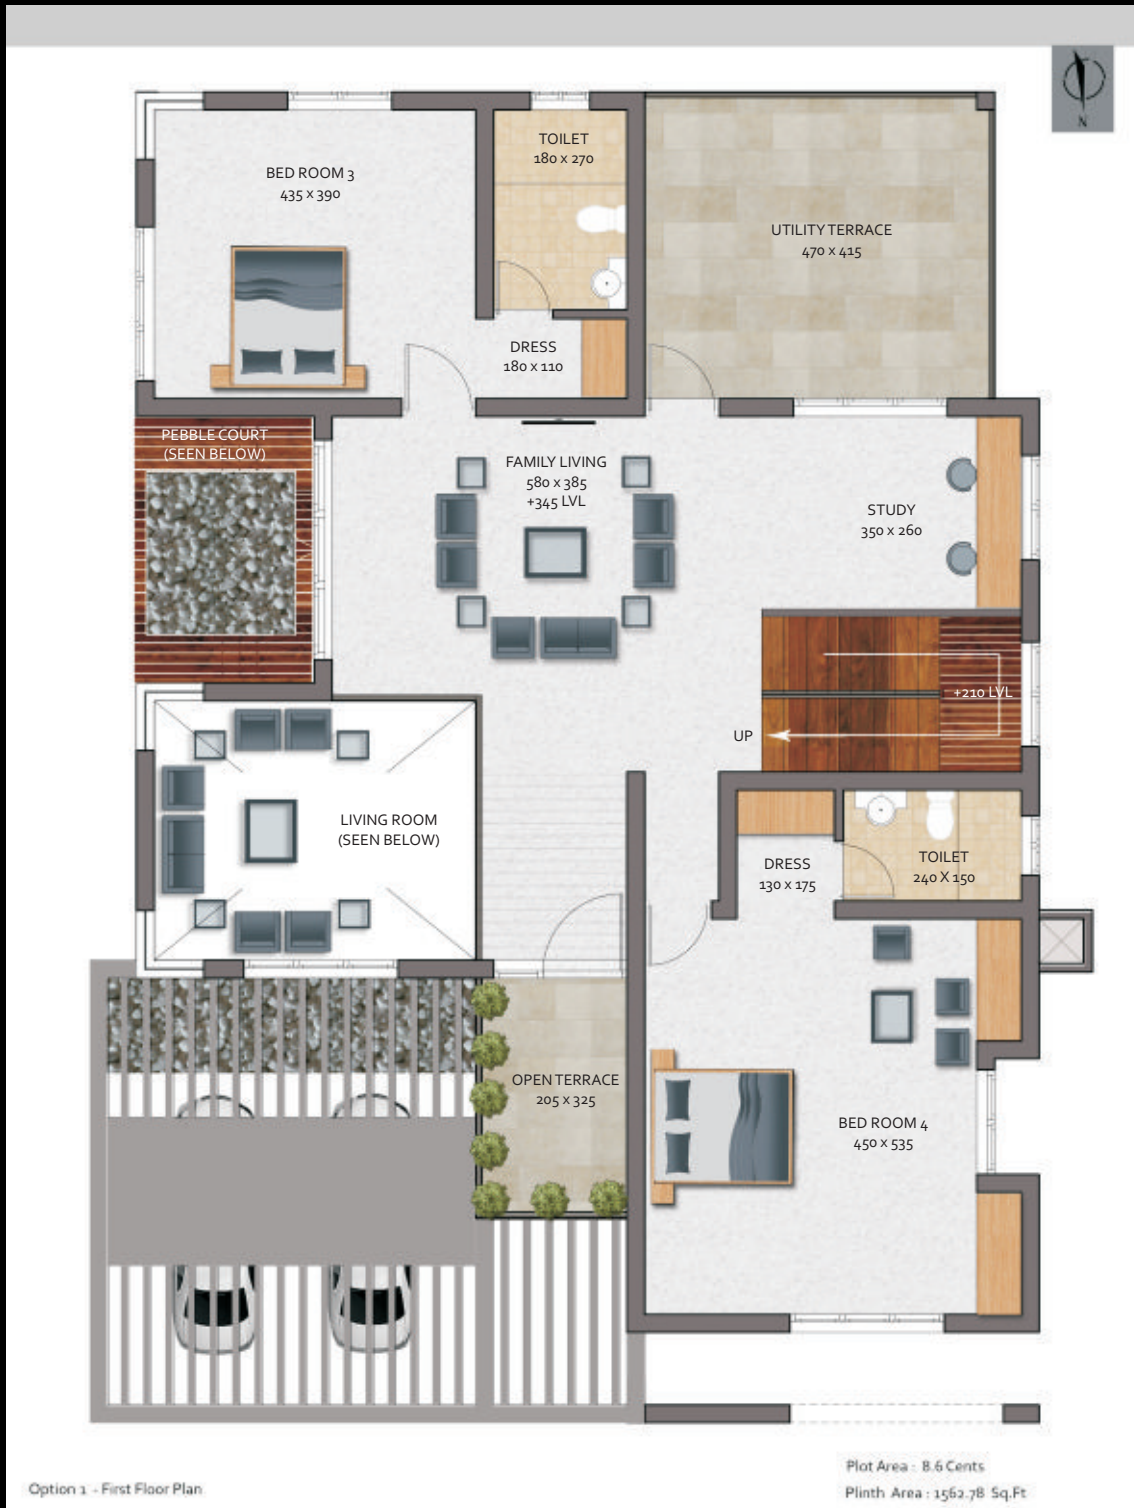 N
TOILET
180 x 270
BED ROOM 3
435 x 390
UTILITY TERRACE
470 x 415
DRESS
180 x 110
PEBBLE COURT
(SEEN BELOW)
FAMILY LIVING
580 x 385
+345 LVL
STUDY
350 x 260
+210 LVL
UP
LIVING ROOM
(SEEN BELOW)
DRESS
130 x 175
TOILET
240 X 150
OPEN TERRACE
205 x 325
BED ROOM 4
450 x 535
Plot Area : 8.6 Cents
Option 1 - First Floor Plan
Plinth Area : 1562.78 Sq.Ft